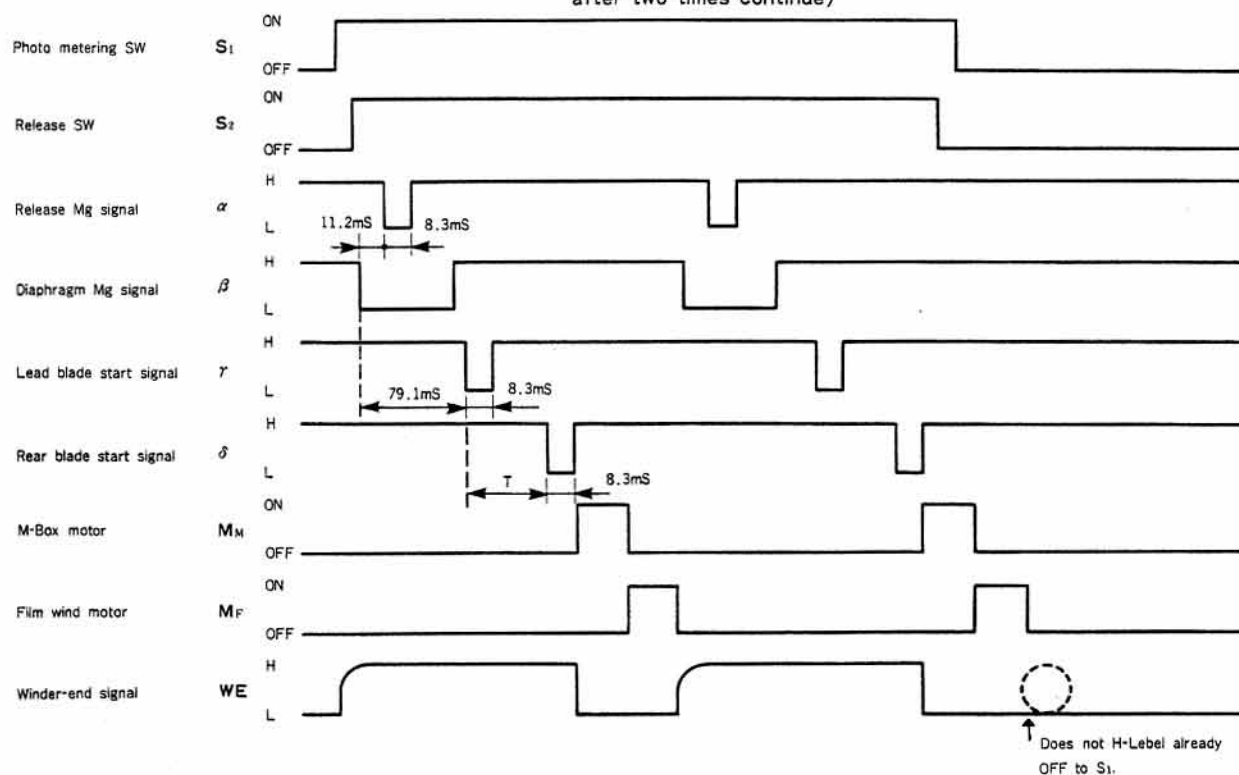 after two times continue)
Photo metering SW S₁ ON OFF
Release SW S₂ ON OFF
Release Mg signal α H L
11.2mS 8.3mS
Diaphragm Mg signal β H L
Lead blade start signal γ H L
79.1mS 8.3mS
Rear blade start signal δ H L
T 8.3mS
M-Box motor MM ON OFF
Film wind motor MF ON OFF
Winder-end signal WE H L
Does not H-Lebel already
OFF to S₁.